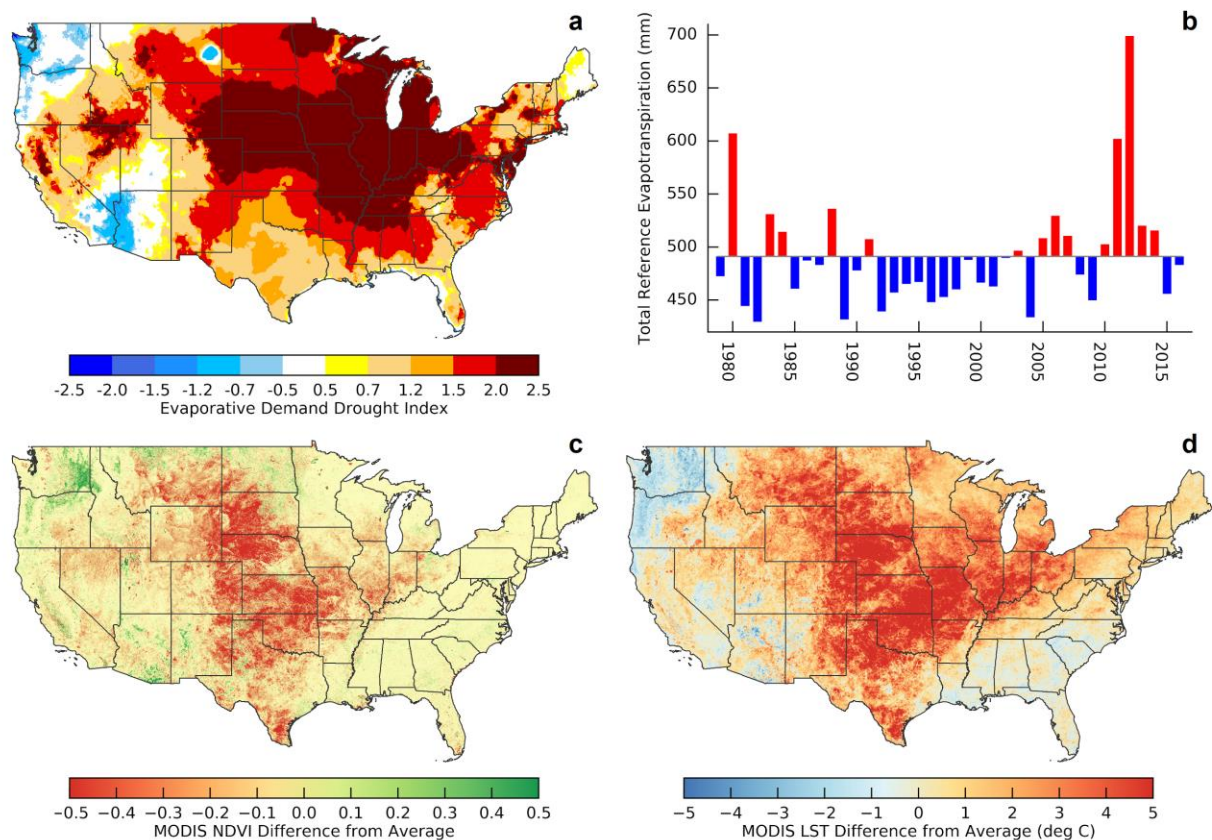 a
-2.5 -2.0 -1.5 -1.2 -0.7 -0.5 0.5 0.7 1.2 1.5 2.0 2.5
Evaporative Demand Drought Index
b
Total Reference Evapotranspiration (mm)
700
650
600
550
500
450
1980 1985 1990 1995 2000 2005 2010 2015
c
−0.5 −0.4 −0.3 −0.2 −0.1 0.0 0.1 0.2 0.3 0.4 0.5
MODIS NDVI Difference from Average
d
−5 −4 −3 −2 −1 0 1 2 3 4 5
MODIS LST Difference from Average (deg C)